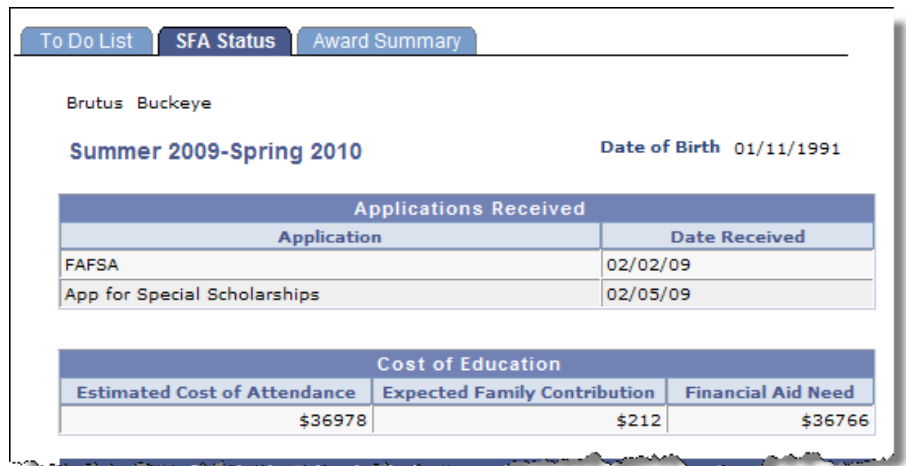 To Do List SFA Status Award Summary
Brutus Buckeye
Summer 2009-Spring 2010 Date of Birth 01/11/1991
Applications Received
Application Date Received
FAFSA 02/02/09
App for Special Scholarships 02/05/09
Cost of Education
Estimated Cost of Attendance Expected Family Contribution Financial Aid Need
$36978 $212 $36766